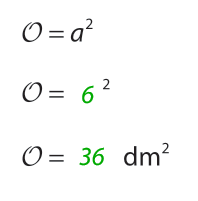 𝒪 = a²
𝒪 = 6²
𝒪 = 36 dm²